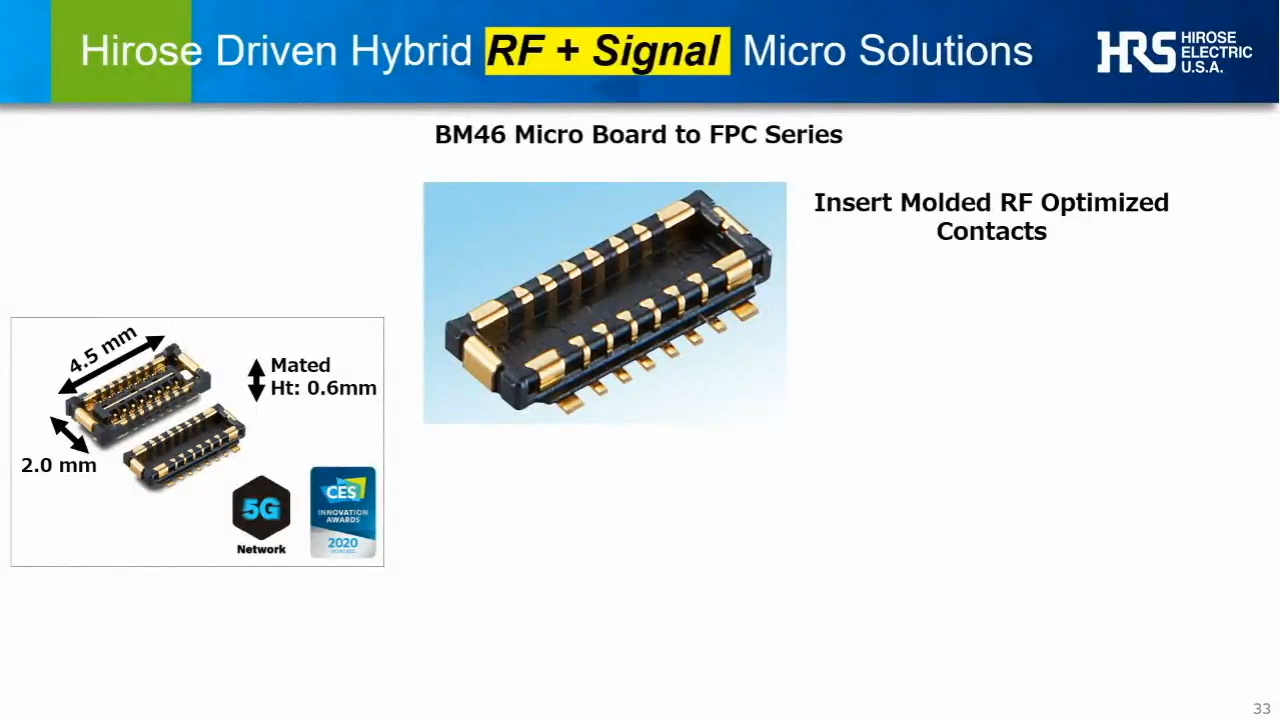 Hirose Driven Hybrid RF + Signal Micro Solutions
HRS
HIROSE
ELECTRIC
U.S.A.
BM46 Micro Board to FPC Series
Insert Molded RF Optimized
Contacts
4.5 mm
Mated
Ht: 0.6mm
2.0 mm
5G
Network
CES
INNOVATION
AWARDS
2020
HONOREE
33